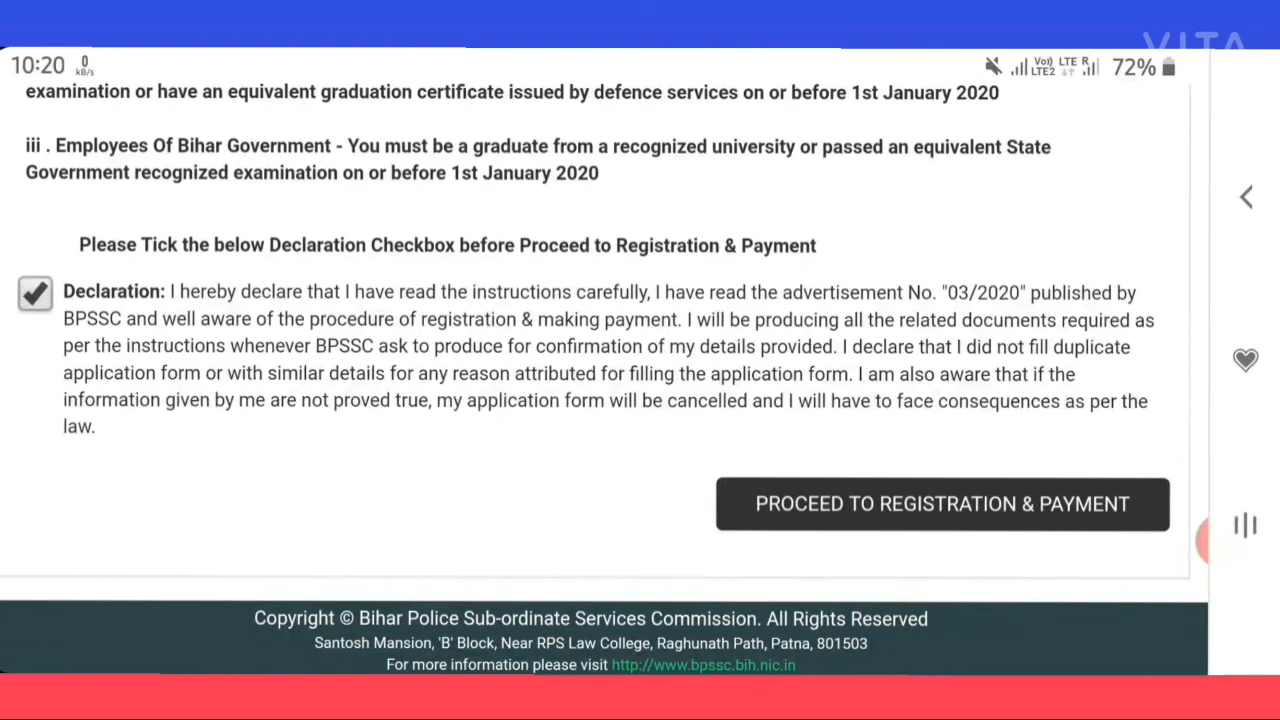 VITA
10:20 0 kB/s Vo)) LTE2 LTE R 72%
examination or have an equivalent graduation certificate issued by defence services on or before 1st January 2020
iii . Employees Of Bihar Government - You must be a graduate from a recognized university or passed an equivalent State
Government recognized examination on or before 1st January 2020
Please Tick the below Declaration Checkbox before Proceed to Registration & Payment
Declaration: I hereby declare that I have read the instructions carefully, I have read the advertisement No. "03/2020" published by
BPSSC and well aware of the procedure of registration & making payment. I will be producing all the related documents required as
per the instructions whenever BPSSC ask to produce for confirmation of my details provided. I declare that I did not fill duplicate
application form or with similar details for any reason attributed for filling the application form. I am also aware that if the
information given by me are not proved true, my application form will be cancelled and I will have to face consequences as per the
law.
PROCEED TO REGISTRATION & PAYMENT
Copyright © Bihar Police Sub-ordinate Services Commission. All Rights Reserved
Santosh Mansion, 'B' Block, Near RPS Law College, Raghunath Path, Patna, 801503
For more information please visit http://www.bpssc.bih.nic.in